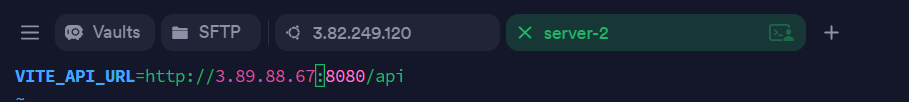 Vaults SFTP 3.82.249.120 server-2
VITE_API_URL=http://3.89.88.67:8080/api
~